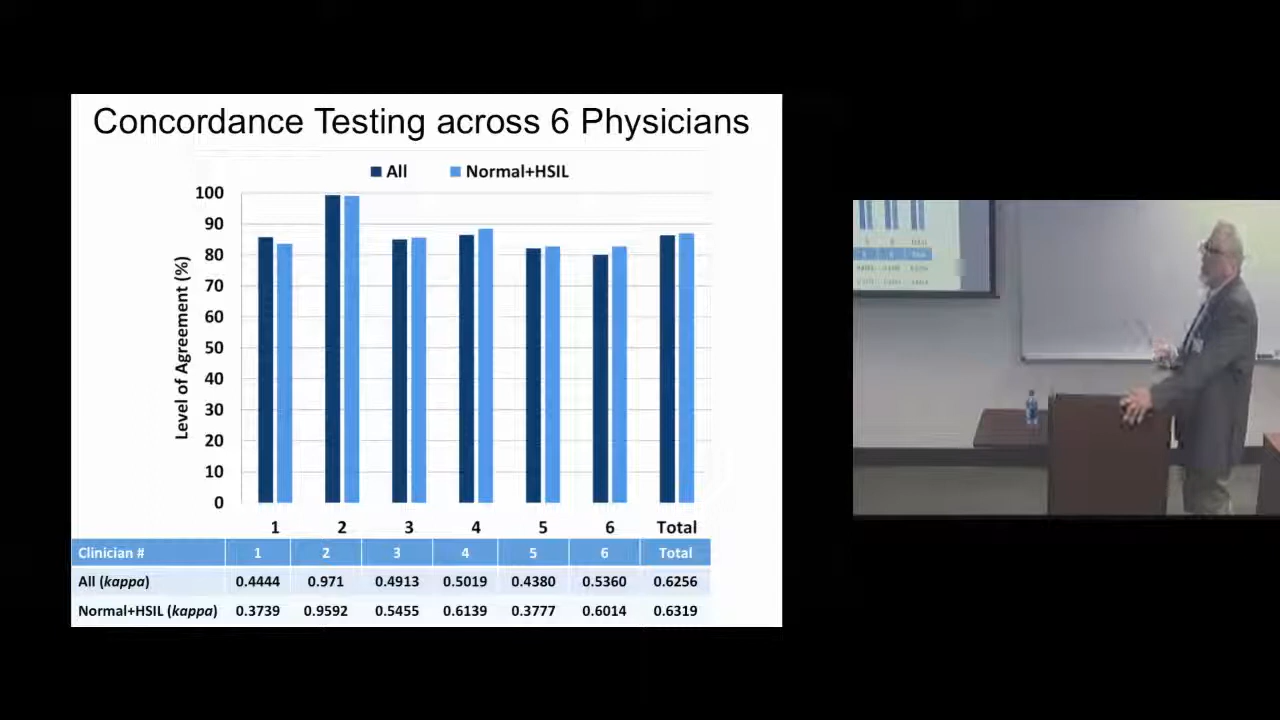 Concordance Testing across 6 Physicians
All Normal+HSIL
Level of Agreement (%)
100
90
80
70
60
50
40
30
20
10
0
1 2 3 4 5 6 Total
Clinician # 1 2 3 4 5 6 Total
All (kappa) 0.4444 0.971 0.4913 0.5019 0.4380 0.5360 0.6256
Normal+HSIL (kappa) 0.3739 0.9592 0.5455 0.6139 0.3777 0.6014 0.6319